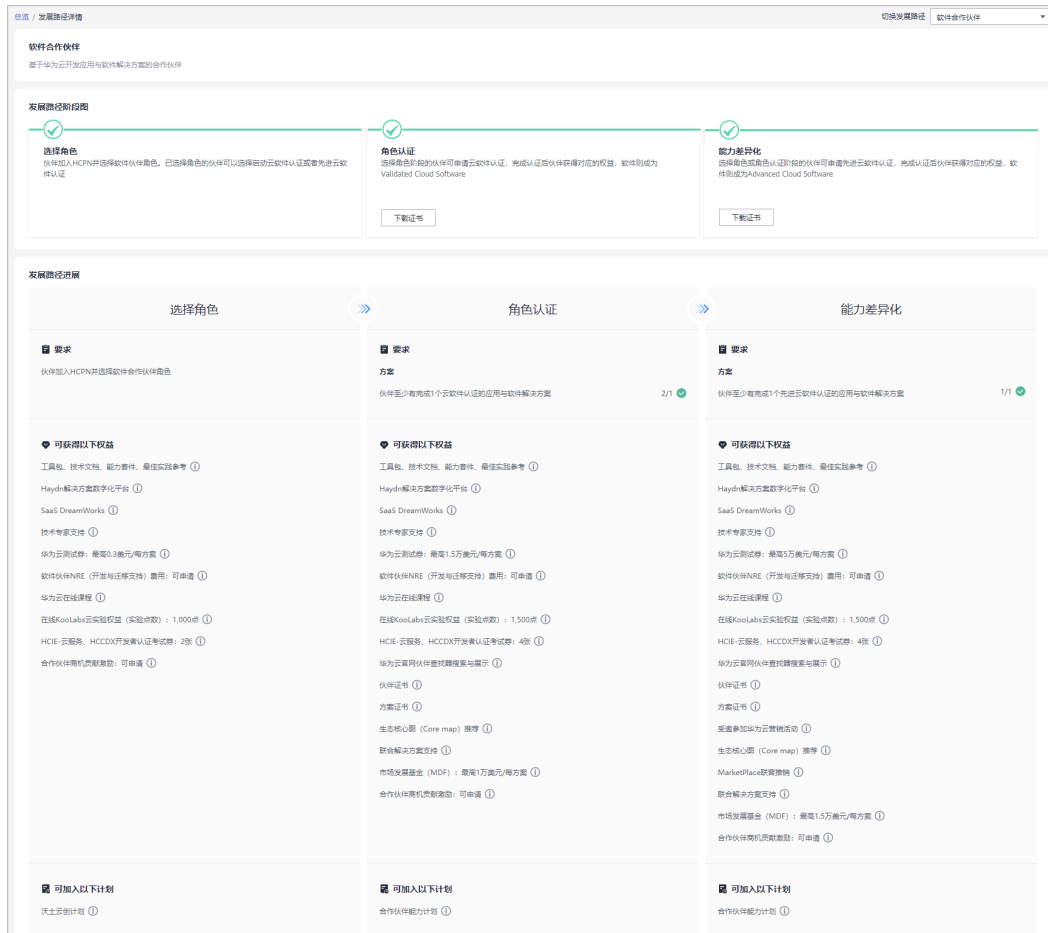 总览 / 发展路径详情
切换发展路径 软件合作伙伴
软件合作伙伴
基于华为云开发应用与软件解决方案的合作伙伴
发展路径阶段图
选择角色
伙伴加入HCPN并选择软件伙伴角色。已选择角色的伙伴可以选择启动云软件认证或者先进云软
件认证
角色认证
选择角色阶段的伙伴可申请云软件认证，完成认证后伙伴获得对应的权益，软件则成为
Validated Cloud Software
下载证书
能力差异化
选择角色或角色认证阶段的伙伴可申请先进云软件认证，完成认证后伙伴获得对应的权益，软
件则成为Advanced Cloud Software
下载证书
发展路径进展
选择角色
要求
伙伴加入HCPN并选择软件合作伙伴角色
可获得以下权益
工具包、技术文档、能力套件、最佳实践参考
Haydn解决方案数字化平台
SaaS DreamWorks
技术专家支持
华为云测试券：最高0.3美元/每方案
软件伙伴NRE（开发与迁移支持）费用：可申请
华为云在线课程
在线KooLabs云实验权益（实验点数）：1,000点
HCIE-云服务、HCCDX开发者认证考试券：2张
合作伙伴商机贡献激励：可申请
可加入以下计划
沃土云创计划
角色认证
要求
方案
伙伴至少有完成1个云软件认证的应用与软件解决方案 2/1
可获得以下权益
工具包、技术文档、能力套件、最佳实践参考
Haydn解决方案数字化平台
SaaS DreamWorks
技术专家支持
华为云测试券：最高1.5万美元/每方案
软件伙伴NRE（开发与迁移支持）费用：可申请
华为云在线课程
在线KooLabs云实验权益（实验点数）：1,500点
HCIE-云服务、HCCDX开发者认证考试券：4张
华为云官网伙伴查找器搜索与展示
伙伴证书
方案证书
生态核心图（Core map）推荐
联合解决方案支持
市场发展基金（MDF）：最高1万美元/每方案
合作伙伴商机贡献激励：可申请
可加入以下计划
合作伙伴能力计划
能力差异化
要求
方案
伙伴至少有完成1个先进云软件认证的应用与软件解决方案 1/1
可获得以下权益
工具包、技术文档、能力套件、最佳实践参考
Haydn解决方案数字化平台
SaaS DreamWorks
技术专家支持
华为云测试券：最高5万美元/每方案
软件伙伴NRE（开发与迁移支持）费用：可申请
华为云在线课程
在线KooLabs云实验权益（实验点数）：1,500点
HCIE-云服务、HCCDX开发者认证考试券：4张
华为云官网伙伴查找器搜索与展示
伙伴证书
方案证书
受邀参加华为云营销活动
生态核心图（Core map）推荐
MarketPlace联营推销
联合解决方案支持
市场发展基金（MDF）：最高1.5万美元/每方案
合作伙伴商机贡献激励：可申请
可加入以下计划
合作伙伴能力计划